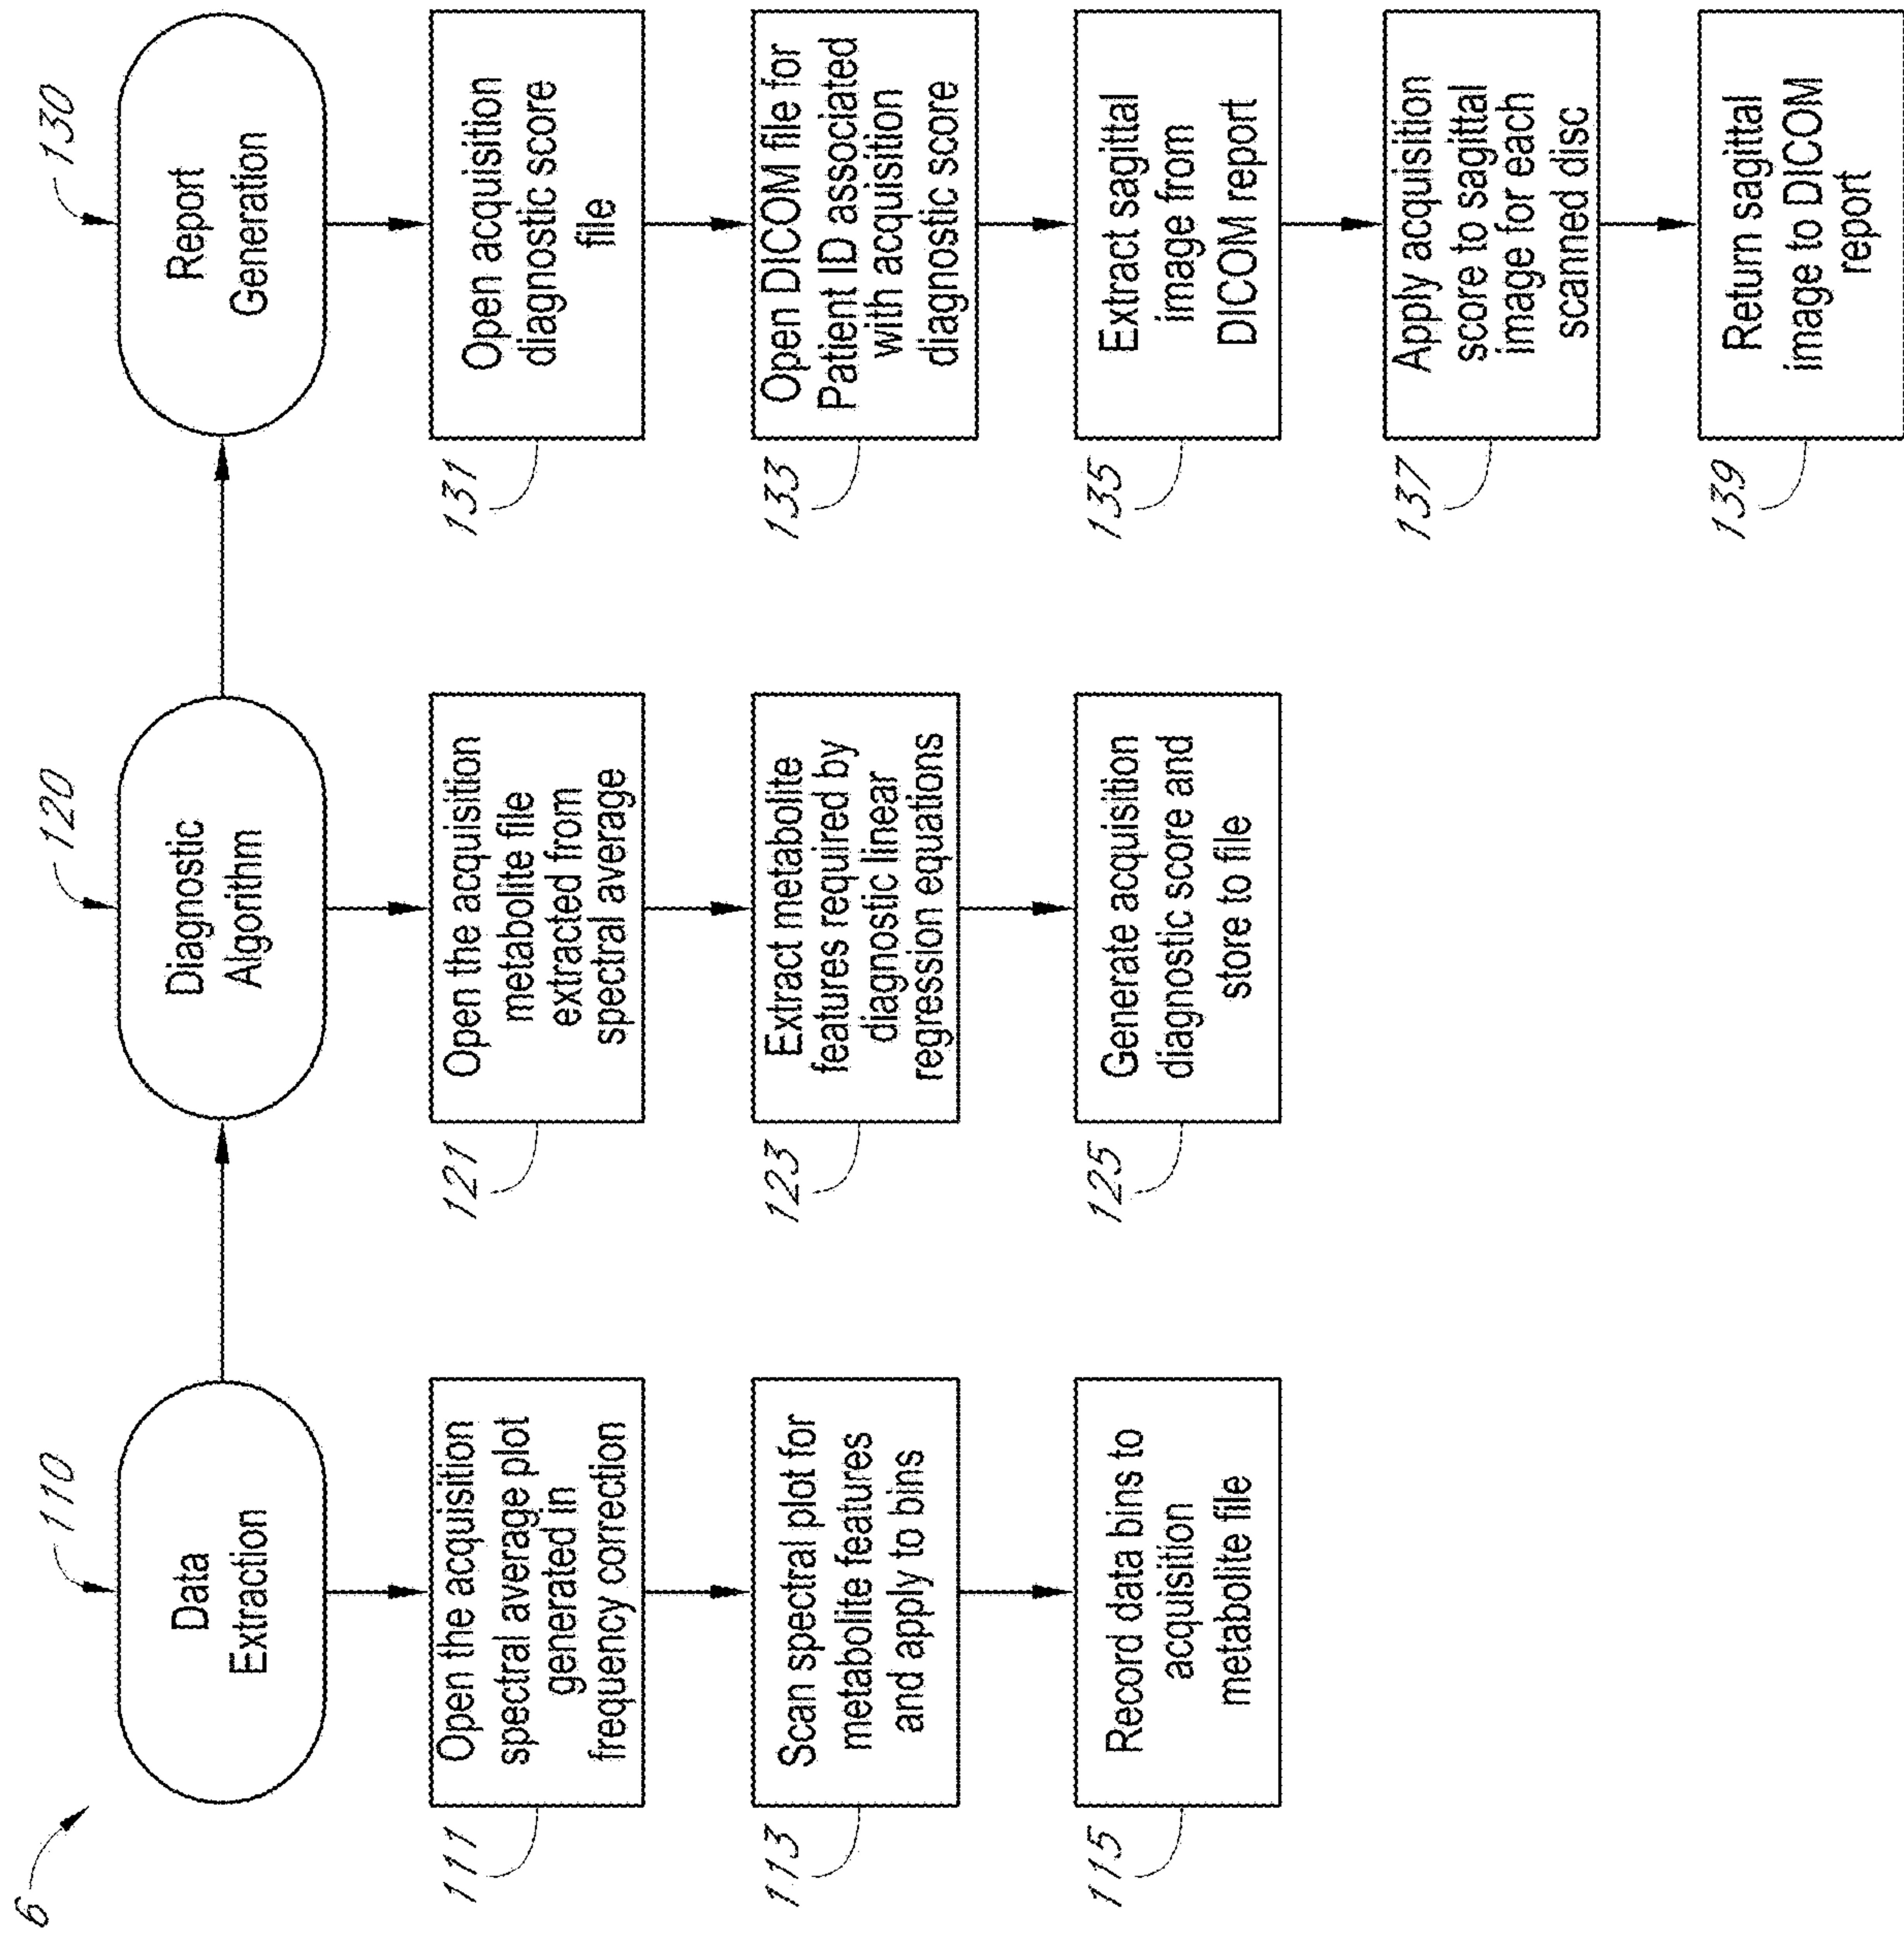 6
110
Data
Extraction
111
Open the acquisition
spectral average plot
generated in
frequency correction
113
Scan spectral plot for
metabolite features
and apply to bins
115
Record data bins to
acquisition
metabolite file
120
Diagnostic
Algorithm
121
Open the acquisition
metabolite file
extracted from
spectral average
123
Extract metabolite
features required by
diagnostic linear
regression equations
125
Generate acquisition
diagnostic score and
store to file
130
Report
Generation
131
Open acquisition
diagnostic score
file
133
Open DICOM file for
Patient ID associated
with acquisition
diagnostic score
135
Extract sagittal
image from
DICOM report
137
Apply acquisition
score to sagittal
image for each
scanned disc
139
Return sagittal
image to DICOM
report